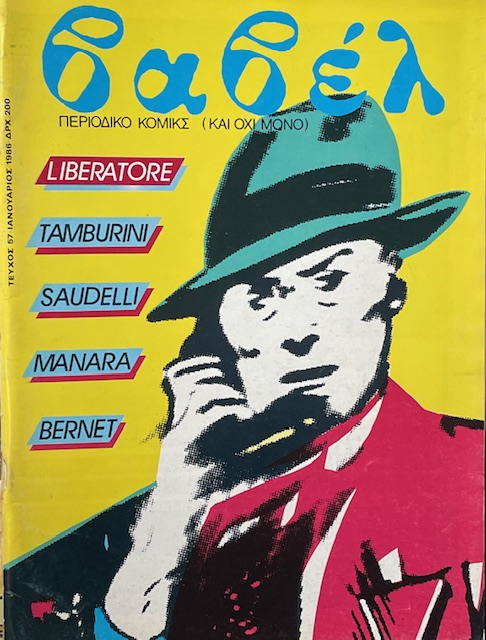 βαβέλ
ΠΕΡΙΟΔΙΚΟ ΚΟΜΙΚΣ (ΚΑΙ ΟΧΙ ΜΟΝΟ)
ΤΕΥΧΟΣ 57 ΙΑΝΟΥΑΡΙΟΣ 1986 ΔΡΧ 200
LIBERATORE
TAMBURINI
SAUDELLI
MANARA
BERNET